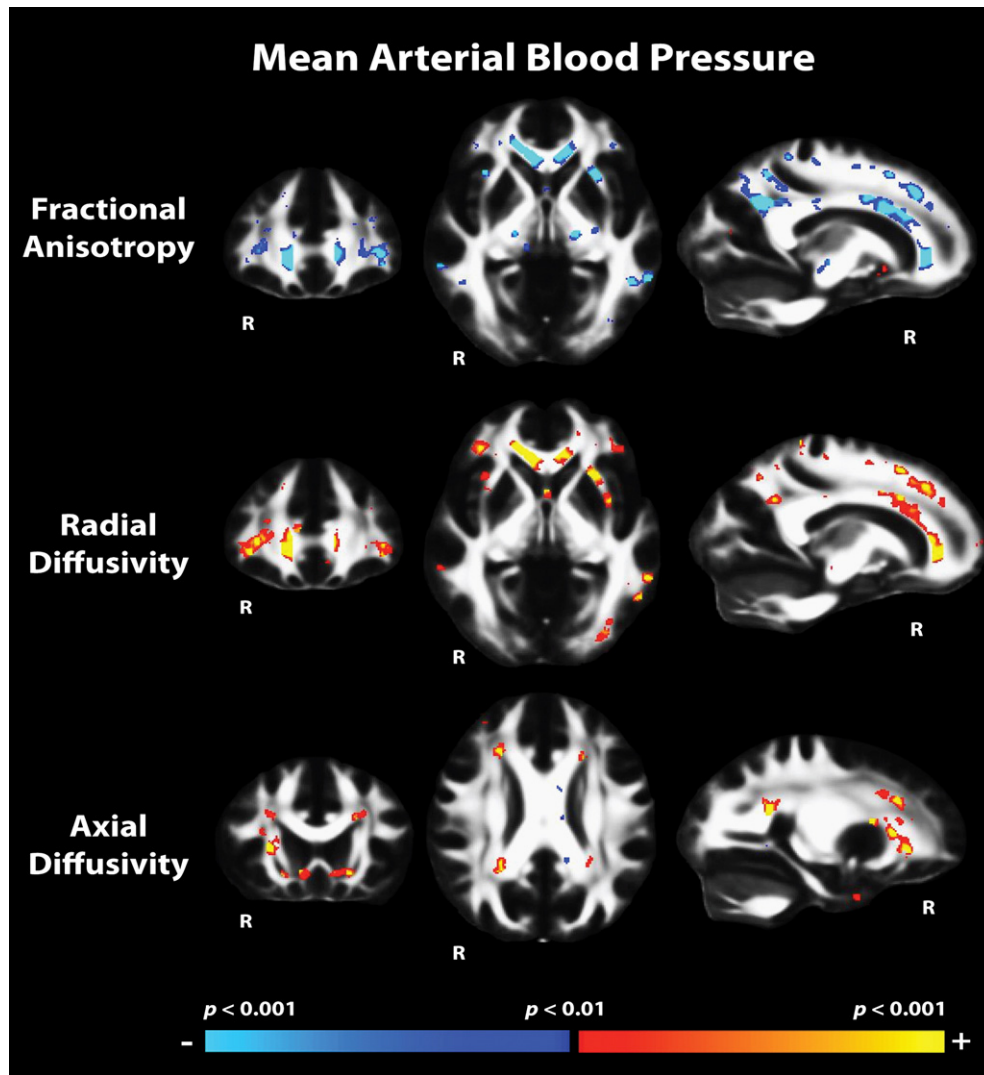 Mean Arterial Blood Pressure
Fractional
Anisotropy
R
R
R
Radial
Diffusivity
R
R
R
Axial
Diffusivity
R
R
R
p < 0.001 p < 0.01 p < 0.001
- +